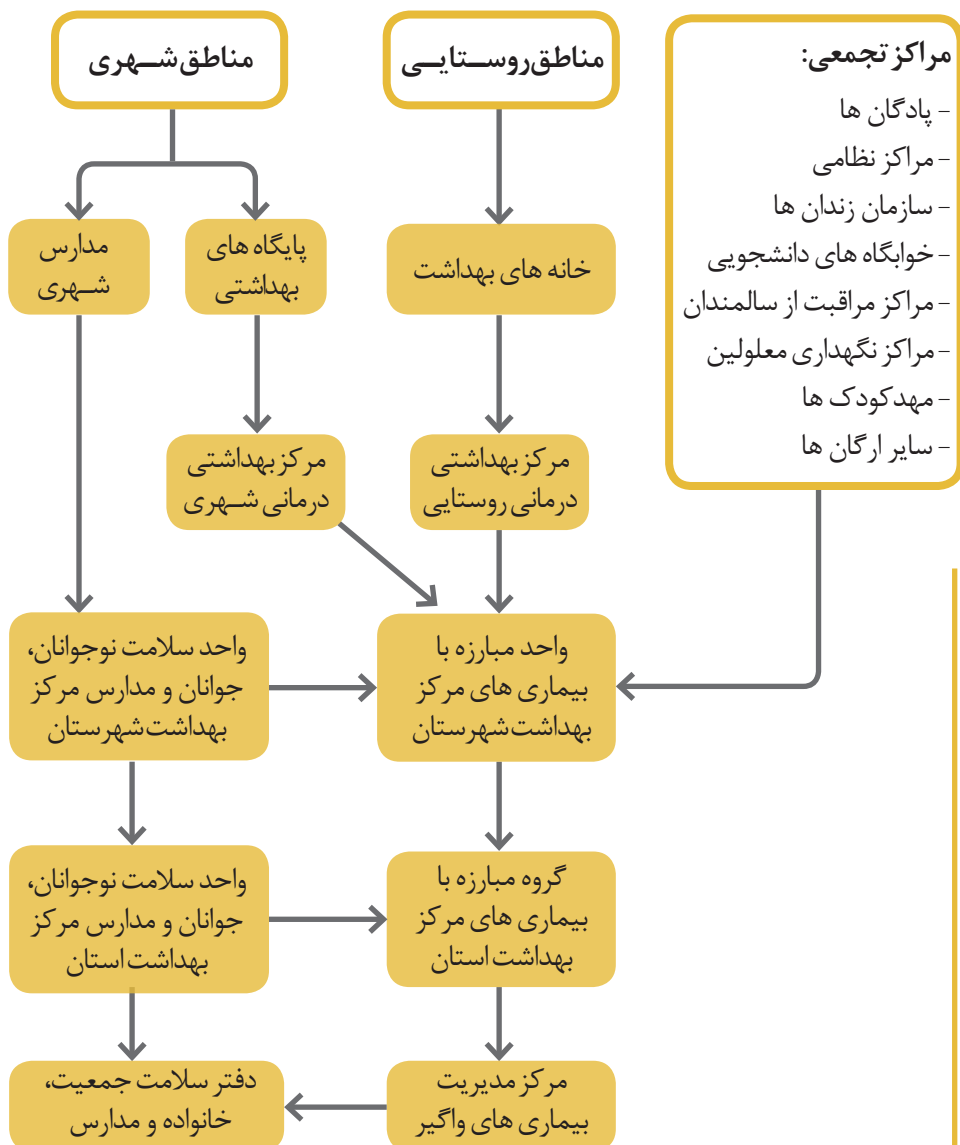 مراکز تجمعی:
- پادگان ها
- مراکز نظامی
- سازمان زندان ها
- خوابگاه های دانشجویی
- مراکز مراقبت از سالمندان
- مراکز نگهداری معلولین
- مهدکودک ها
- سایر ارگان ها
مناطق روستایی
مناطق شهری
خانه های بهداشت
پایگاه های
بهداشتی
مدارس
شهری
مرکز بهداشتی
درمانی روستایی
مرکز بهداشتی
درمانی شهری
واحد مبارزه با
بیماری های مرکز
بهداشت شهرستان
واحد سلامت نوجوانان،
جوانان و مدارس مرکز
بهداشت شهرستان
گروه مبارزه با
بیماری های مرکز
بهداشت استان
واحد سلامت نوجوانان،
جوانان و مدارس مرکز
بهداشت استان
مرکز مدیریت
بیماری های واگیر
دفتر سلامت جمعیت،
خانواده و مدارس